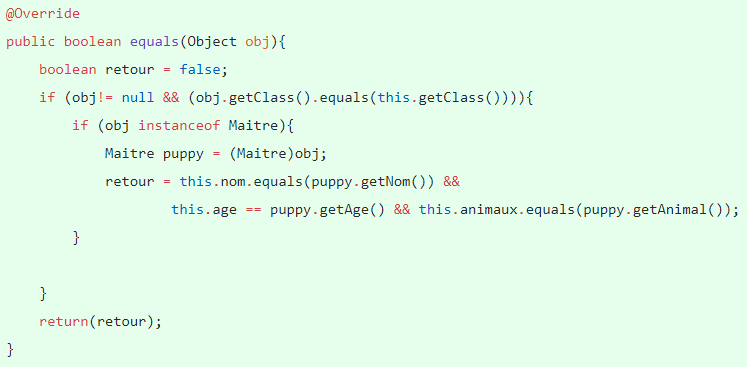 @Override
public boolean equals(Object obj){
boolean retour = false;
if (obj!= null && (obj.getClass().equals(this.getClass()))){
if (obj instanceof Maitre){
Maitre puppy = (Maitre)obj;
retour = this.nom.equals(puppy.getNom()) &&
this.age == puppy.getAge() && this.animaux.equals(puppy.getAnimal());
}
}
return(retour);
}